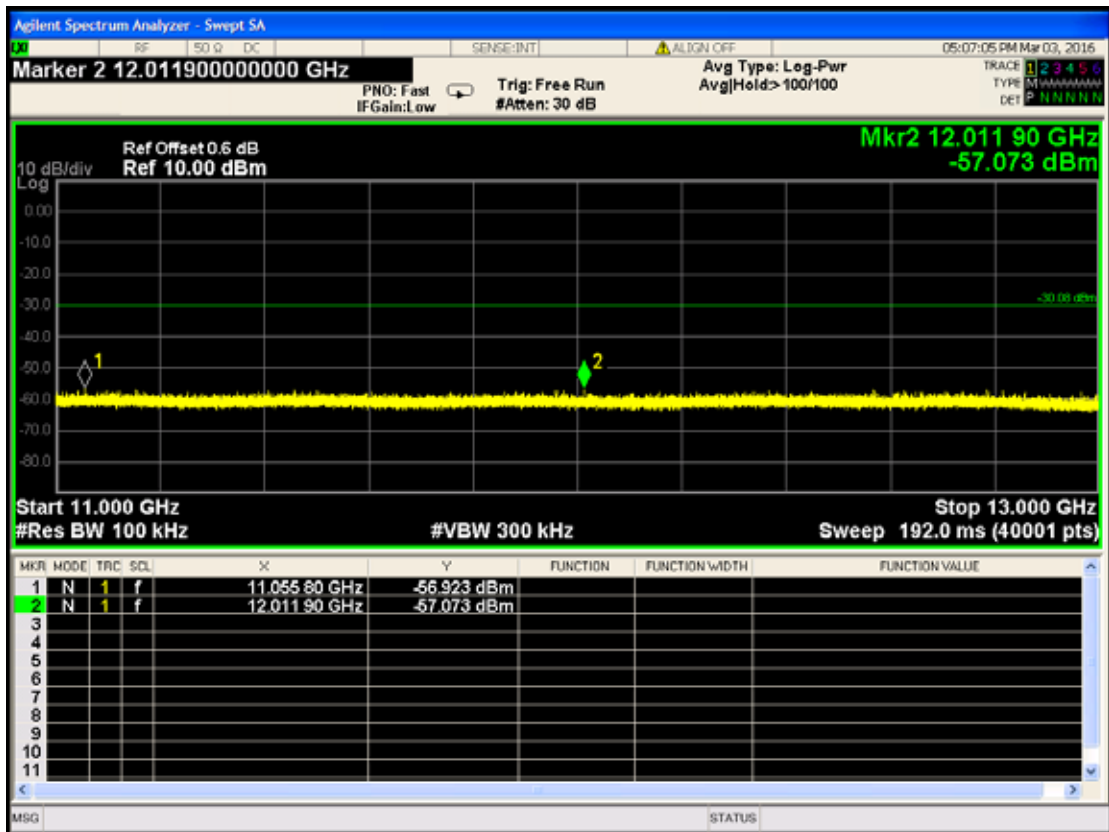 Agilent Spectrum Analyzer - Swept SA
LXI RF 50 Ω DC SENSE:INT ALIGN OFF 05:07:05 PM Mar 03, 2016
Marker 2 12.011900000000 GHz
PNO: Fast
IFGain:Low
Trig: Free Run
#Atten: 30 dB
Avg Type: Log-Pwr
Avg|Hold:>100/100
TRACE 1 2 3 4 5 6
TYPE M
DET P N N N N N
Mkr2 12.011 90 GHz
-57.073 dBm
Ref Offset 0.6 dB
10 dB/div Ref 10.00 dBm
Log
0.00
-10.0
-20.0
-30.0
-30.08 dBm
-40.0
1
2
-50.0
-60.0
-70.0
-80.0
Start 11.000 GHz Stop 13.000 GHz
#Res BW 100 kHz #VBW 300 kHz Sweep 192.0 ms (40001 pts)
MKR MODE TRC SCL X Y FUNCTION FUNCTION WIDTH FUNCTION VALUE
1 N 1 f 11.055 80 GHz -56.923 dBm
2 N 1 f 12.011 90 GHz -57.073 dBm
3
4
5
6
7
8
9
10
11
MSG STATUS